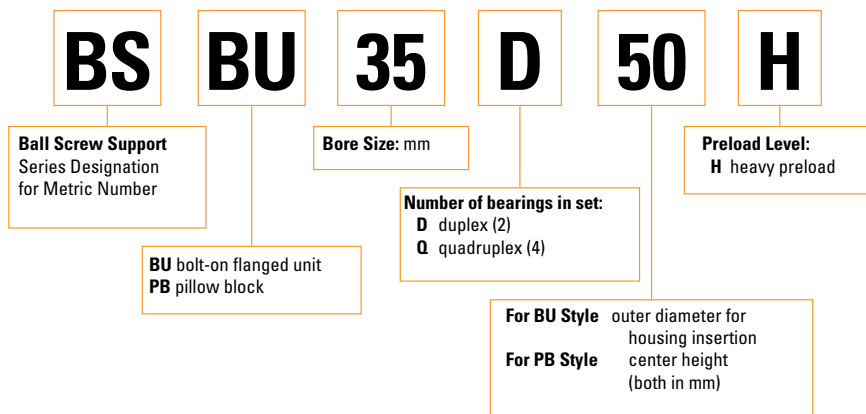 BS BU 35 D 50 H
Ball Screw Support
Series Designation
for Metric Number
BU bolt-on flanged unit
PB pillow block
Bore Size: mm
Number of bearings in set:
D duplex (2)
Q quadruplex (4)
For BU Style outer diameter for
housing insertion
For PB Style center height
(both in mm)
Preload Level:
H heavy preload